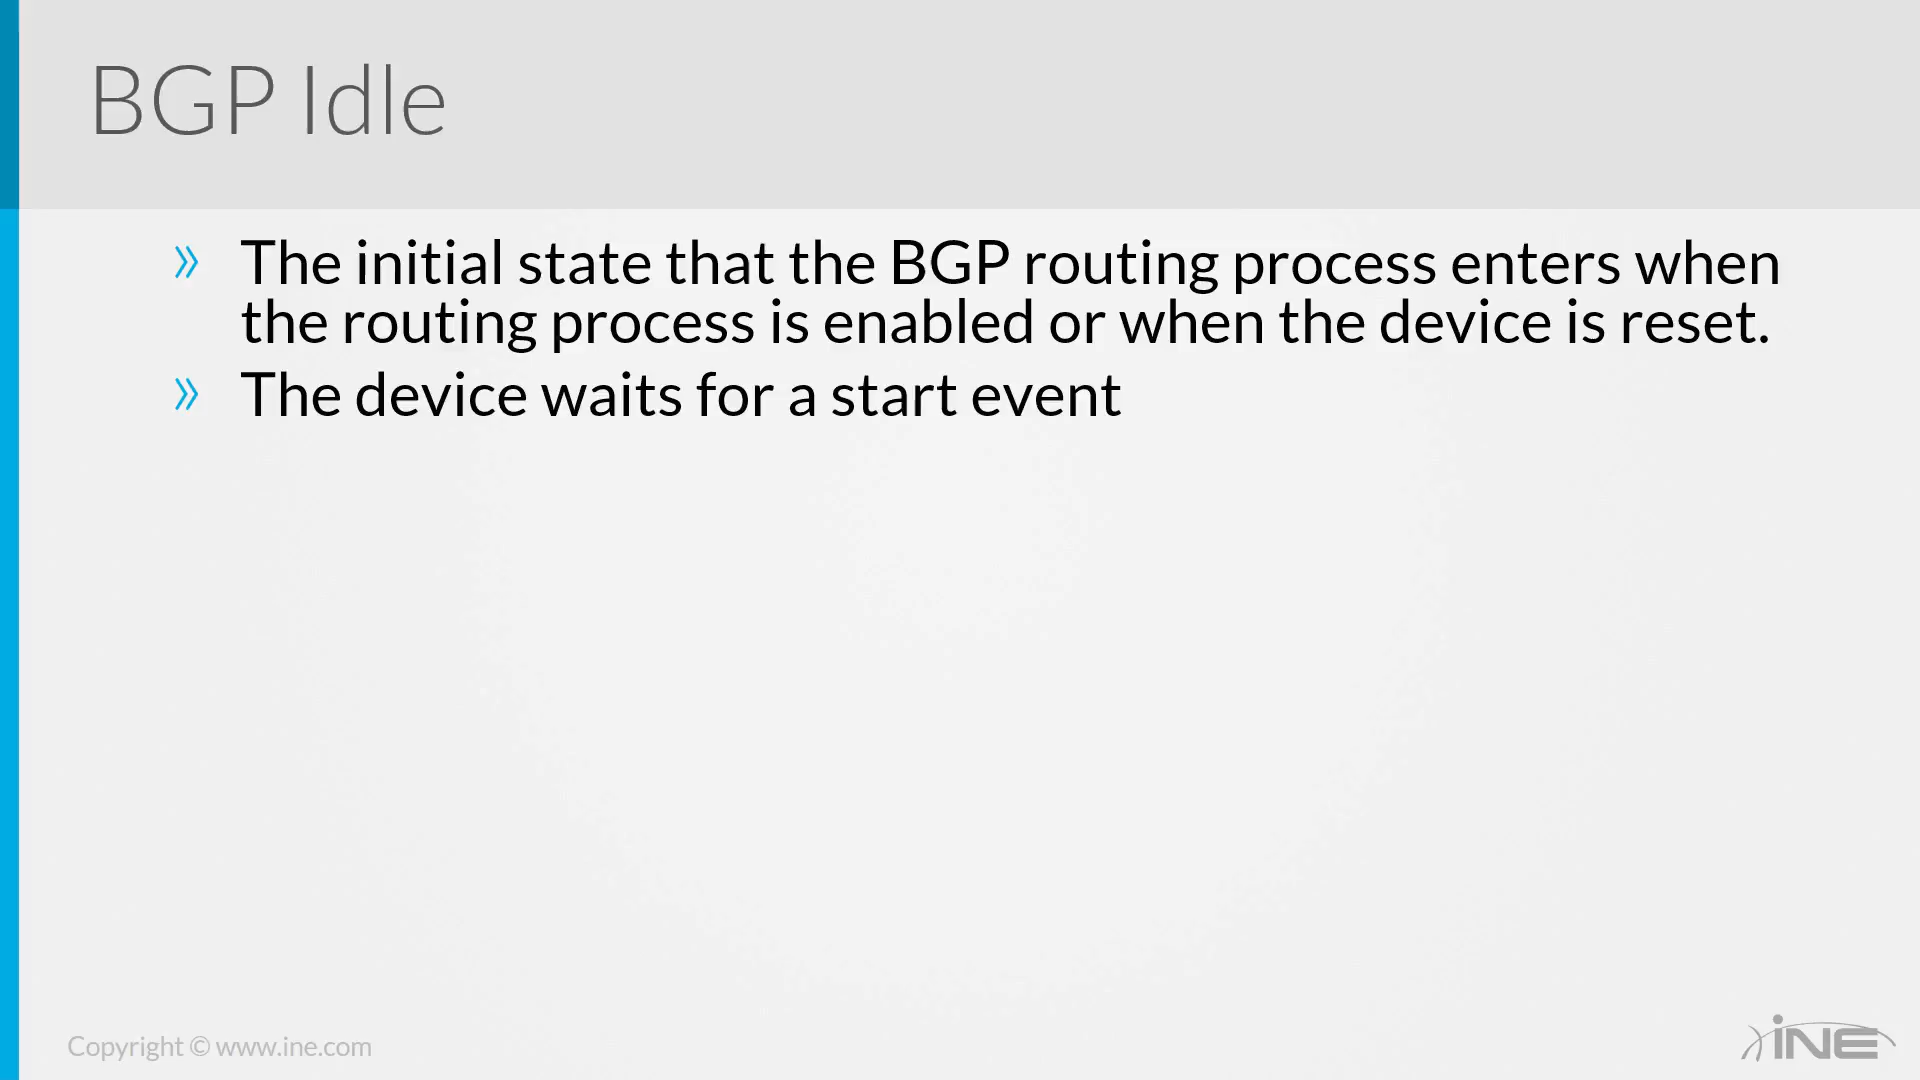 BGP Idle
» The initial state that the BGP routing process enters when
the routing process is enabled or when the device is reset.
» The device waits for a start event
Copyright © www.ine.com
iNE